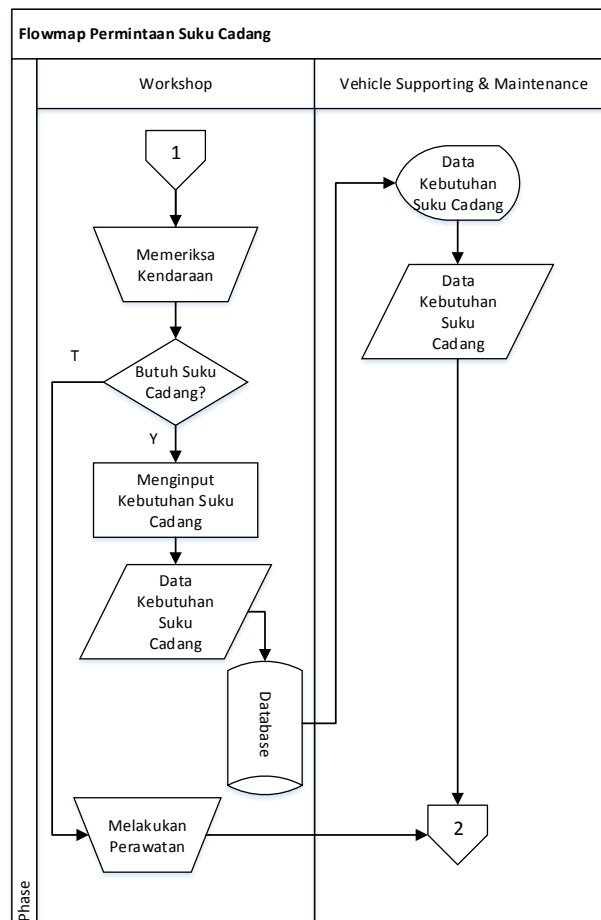 Flowmap Permintaan Suku Cadang
Workshop
Vehicle Supporting & Maintenance
1
Memeriksa
Kendaraan
T
Butuh Suku
Cadang?
Y
Menginput
Kebutuhan Suku
Cadang
Data
Kebutuhan
Suku
Cadang
Database
Melakukan
Perawatan
Data
Kebutuhan
Suku Cadang
Data
Kebutuhan
Suku
Cadang
2
Phase